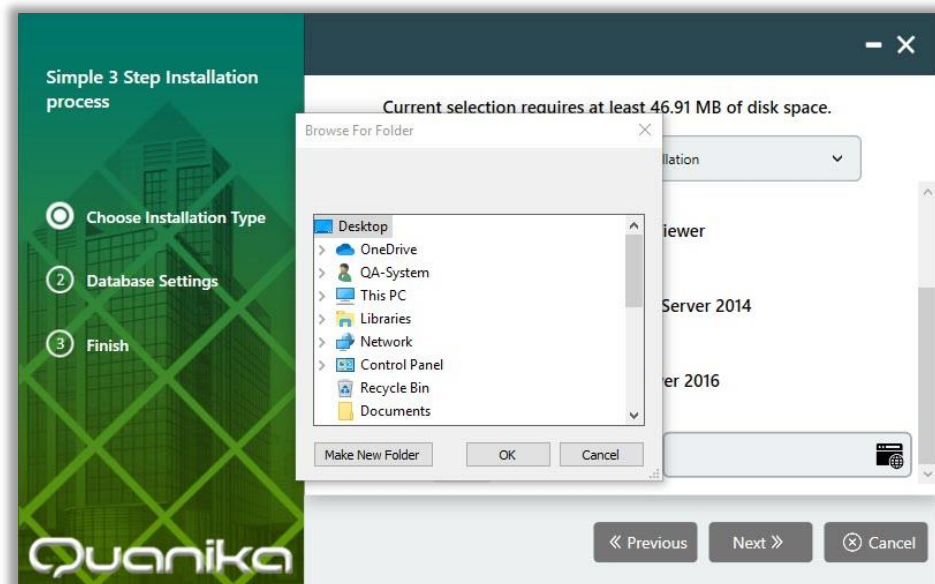 Simple 3 Step Installation
process
Choose Installation Type
2 Database Settings
3 Finish
Quanika
Current selection requires at least 46.91 MB of disk space.
Browse For Folder
Desktop
OneDrive
QA-System
This PC
Libraries
Network
Control Panel
Recycle Bin
Documents
Make New Folder
OK
Cancel
llation
iewer
Server 2014
er 2016
Previous
Next
Cancel